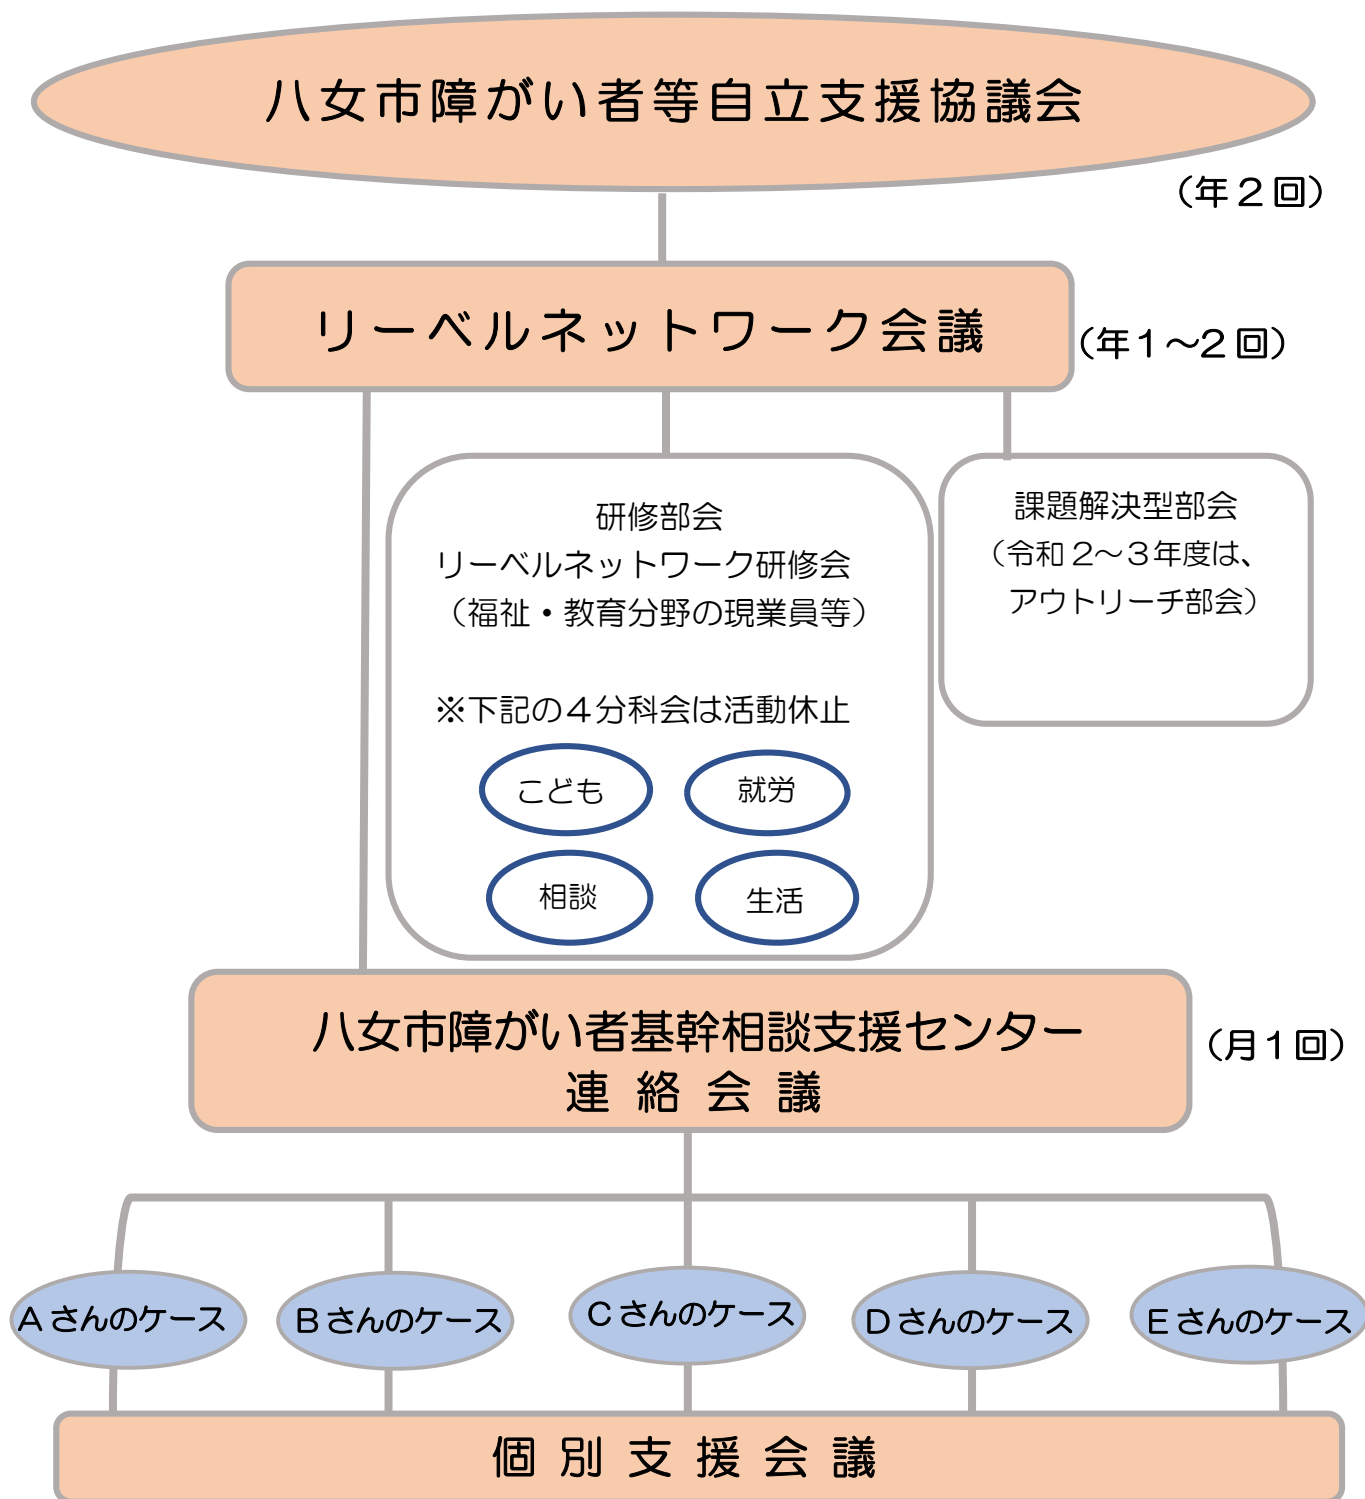 八女市障がい者等自立支援協議会
（年２回）
リーベルネットワーク会議
（年１～２回）
研修部会
リーベルネットワーク研修会
（福祉・教育分野の現業員等）
※下記の４分科会は活動休止
こども
就労
相談
生活
課題解決型部会
（令和２～３年度は、
アウトリーチ部会）
八女市障がい者基幹相談支援センター
連絡会議
（月１回）
Ａさんのケース
Ｂさんのケース
Ｃさんのケース
Ｄさんのケース
Ｅさんのケース
個別支援会議